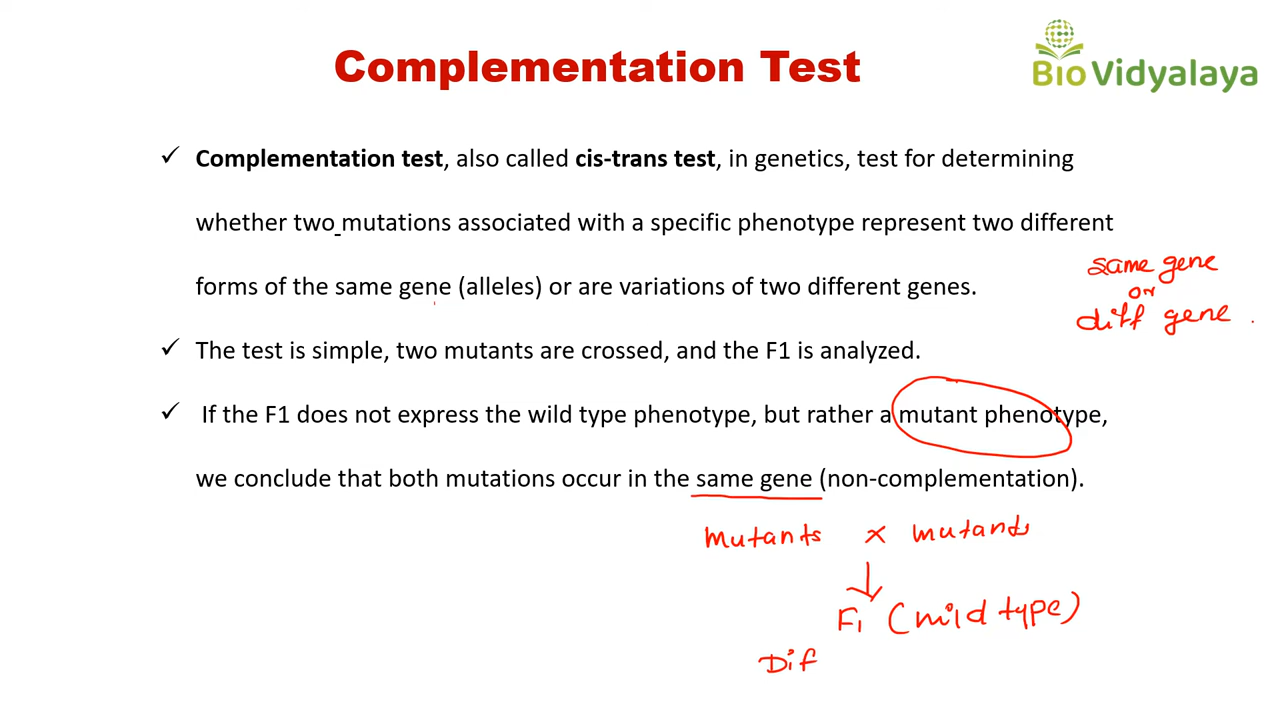 Complementation Test
Bio Vidyalaya
✓ Complementation test, also called cis-trans test, in genetics, test for determining
whether two mutations associated with a specific phenotype represent two different
forms of the same gene (alleles) or are variations of two different genes.
same gene
or
diff gene
✓ The test is simple, two mutants are crossed, and the F1 is analyzed.
✓ If the F1 does not express the wild type phenotype, but rather a mutant phenotype,
we conclude that both mutations occur in the same gene (non-complementation).
mutants × mutants
F1 (wild type)
Dif